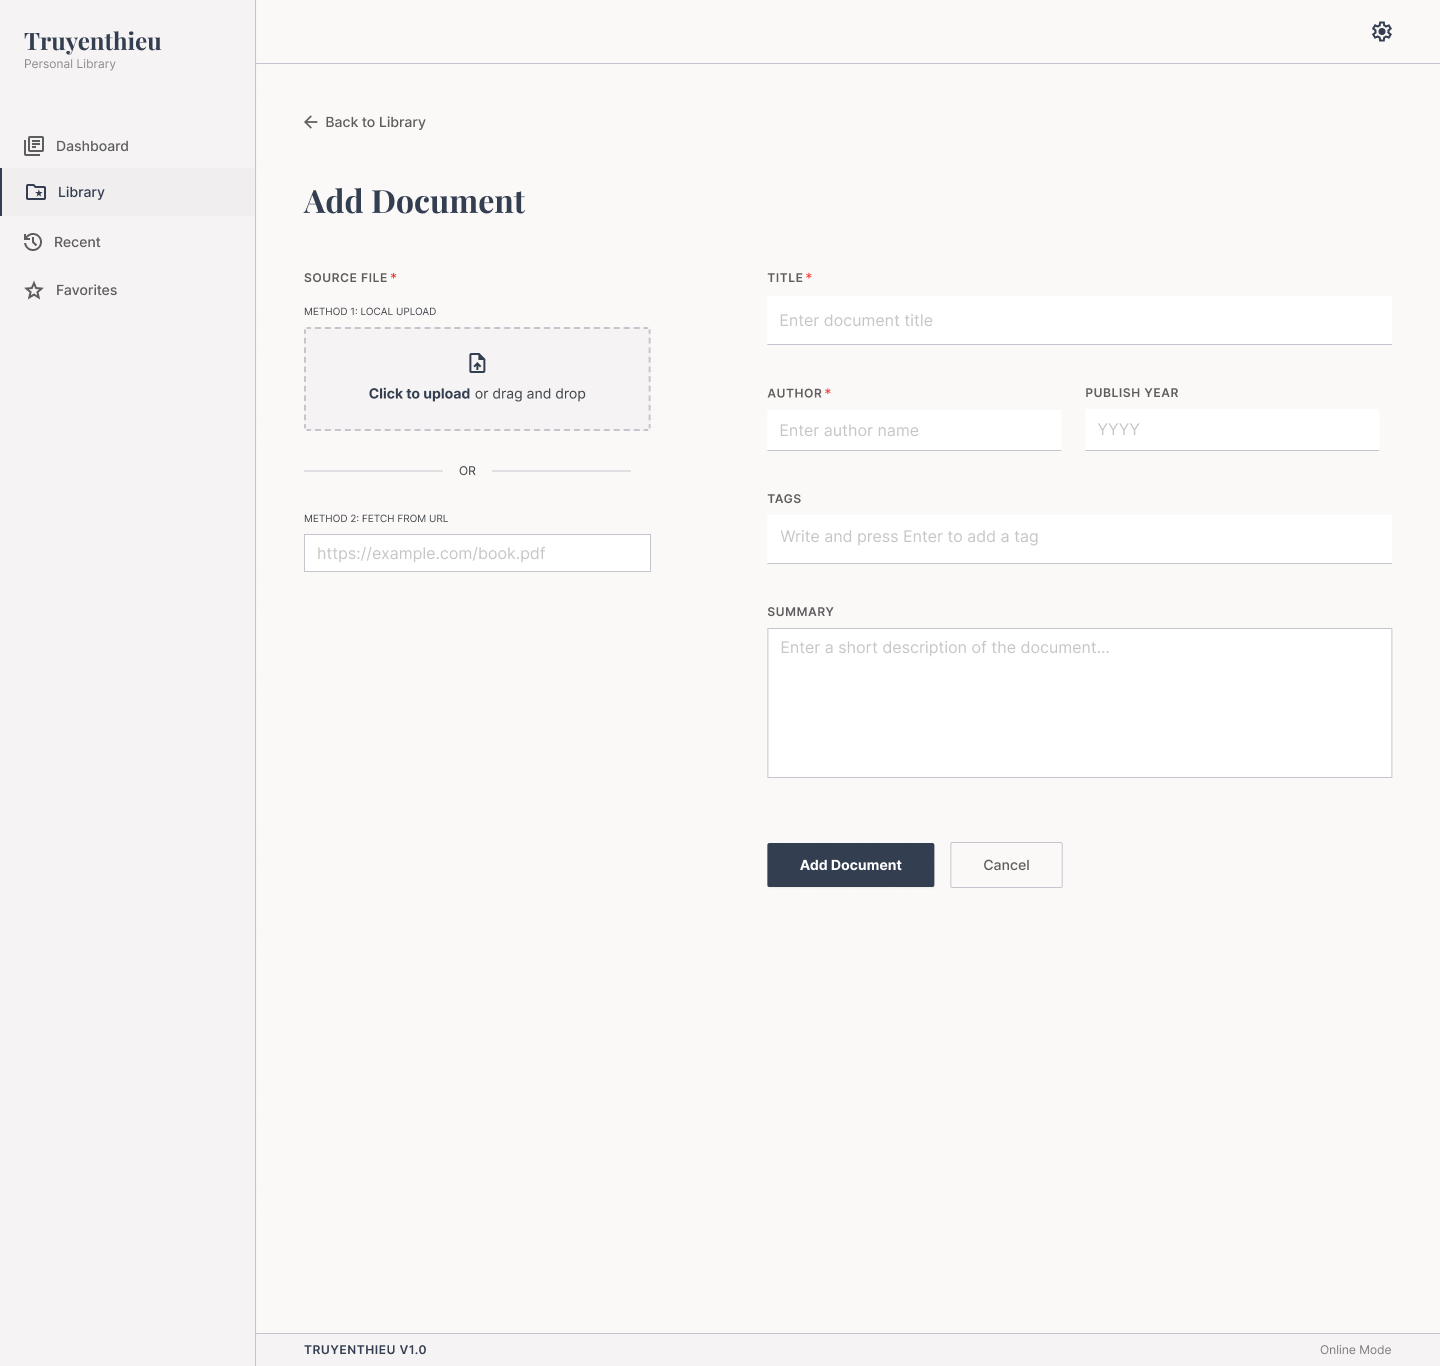 Truyenthieu
Personal Library
Dashboard
Library
Recent
Favorites
Back to Library
Add Document
SOURCE FILE*
METHOD 1: LOCAL UPLOAD
Click to upload or drag and drop
OR
METHOD 2: FETCH FROM URL
https://example.com/book.pdf
TITLE*
Enter document title
AUTHOR*
Enter author name
PUBLISH YEAR
YYYY
TAGS
Write and press Enter to add a tag
SUMMARY
Enter a short description of the document...
Add Document
Cancel
TRUYENTHIEU V1.0
Online Mode